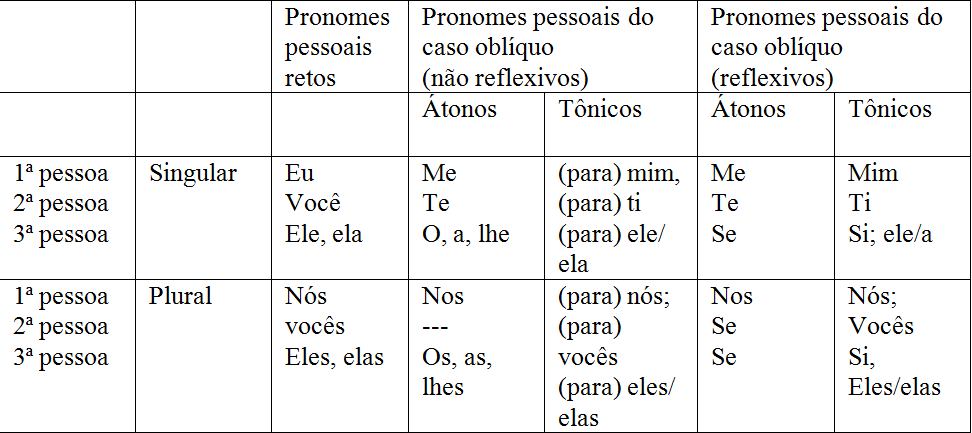 Pronomes pessoais retos
Pronomes pessoais do caso oblíquo (não reflexivos)
Pronomes pessoais do caso oblíquo (reflexivos)
Átonos
Tônicos
Átonos
Tônicos
1ª pessoa
2ª pessoa
3ª pessoa
Singular
Eu
Você
Ele, ela
Me
Te
O, a, lhe
(para) mim,
(para) ti
(para) ele/
ela
Me
Te
Se
Mim
Ti
Si; ele/a
1ª pessoa
2ª pessoa
3ª pessoa
Plural
Nós
vocês
Eles, elas
Nos
---
Os, as,
lhes
(para) nós;
(para)
vocês
(para) eles/
elas
Nos
Se
Se
Nós;
Vocês
Si,
Eles/elas